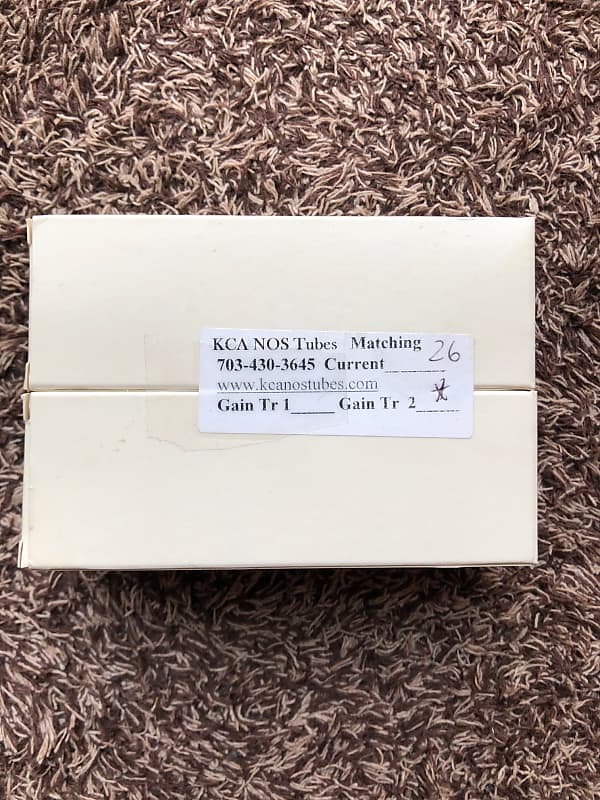 KCA NOS Tubes Matching
703-430-3645 Current______ 26
www.kcanostubes.com
Gain Tr 1_____ Gain Tr 2_____